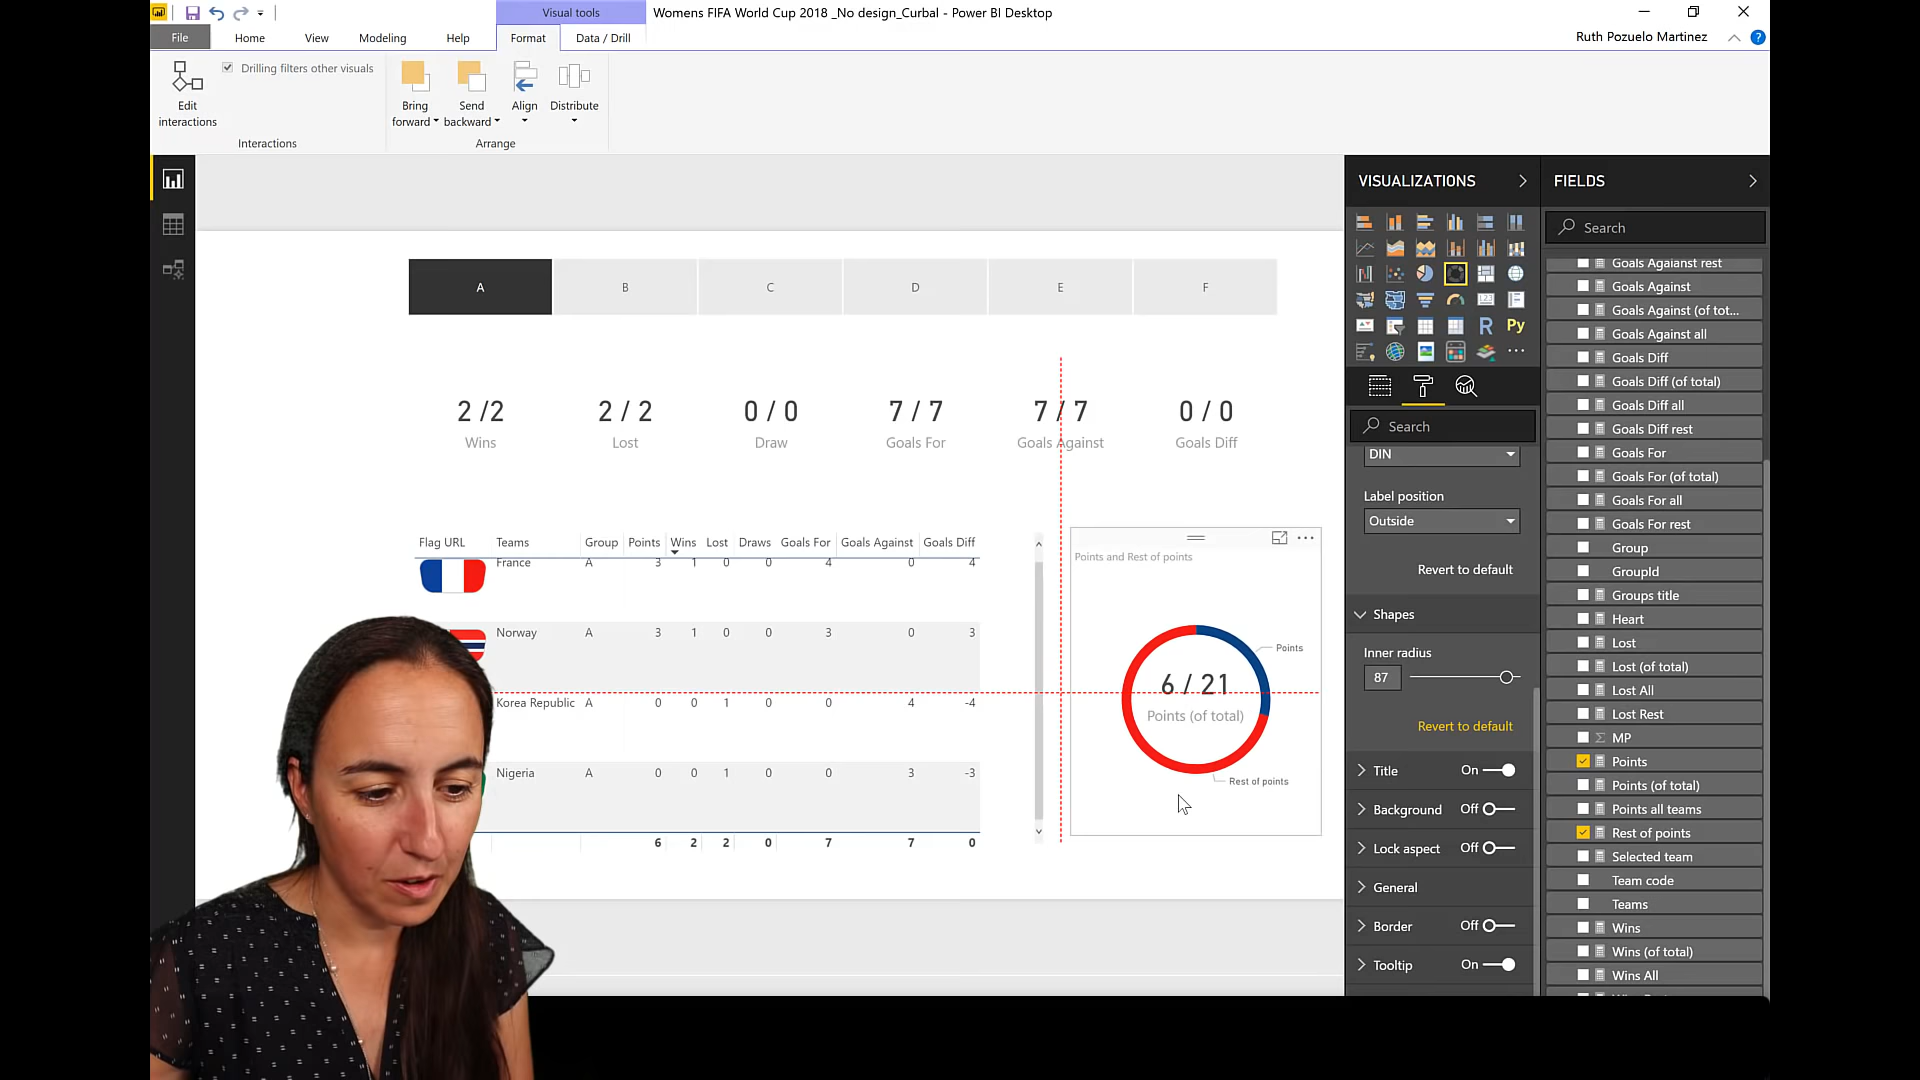 Visual tools
Womens FIFA World Cup 2018 _No design_Curbal - Power BI Desktop
File
Home
View
Modeling
Help
Format
Data / Drill
Ruth Pozuelo Martinez
?
Edit interactions
Drilling filters other visuals
Bring forward
Send backward
Align
Distribute
Interactions
Arrange
A
B
C
D
E
F
2 /2
Wins
2 / 2
Lost
0 / 0
Draw
7 / 7
Goals For
7 / 7
Goals Against
0 / 0
Goals Diff
Flag URL Teams Group Points Wins Lost Draws Goals For Goals Against Goals Diff
France A 3 1 0 0 4 0 4
Norway A 3 1 0 0 3 0 3
Korea Republic A 0 0 1 0 0 4 -4
Nigeria A 0 0 1 0 0 3 -3
6 2 2 0 7 7 0
Points and Rest of points
Points
6 / 21
Points (of total)
Rest of points
VISUALIZATIONS
R
Py
Search
DIN
Label position
Outside
Revert to default
Shapes
Inner radius
87
Revert to default
Title On
Background Off
Lock aspect Off
General
Border Off
Tooltip On
FIELDS
Search
Goals Agaianst rest
Goals Against
Goals Against (of tot...
Goals Against all
Goals Diff
Goals Diff (of total)
Goals Diff all
Goals Diff rest
Goals For
Goals For (of total)
Goals For all
Goals For rest
Group
GroupId
Groups title
Heart
Lost
Lost (of total)
Lost All
Lost Rest
MP
Points
Points (of total)
Points all teams
Rest of points
Selected team
Team code
Teams
Wins
Wins (of total)
Wins All